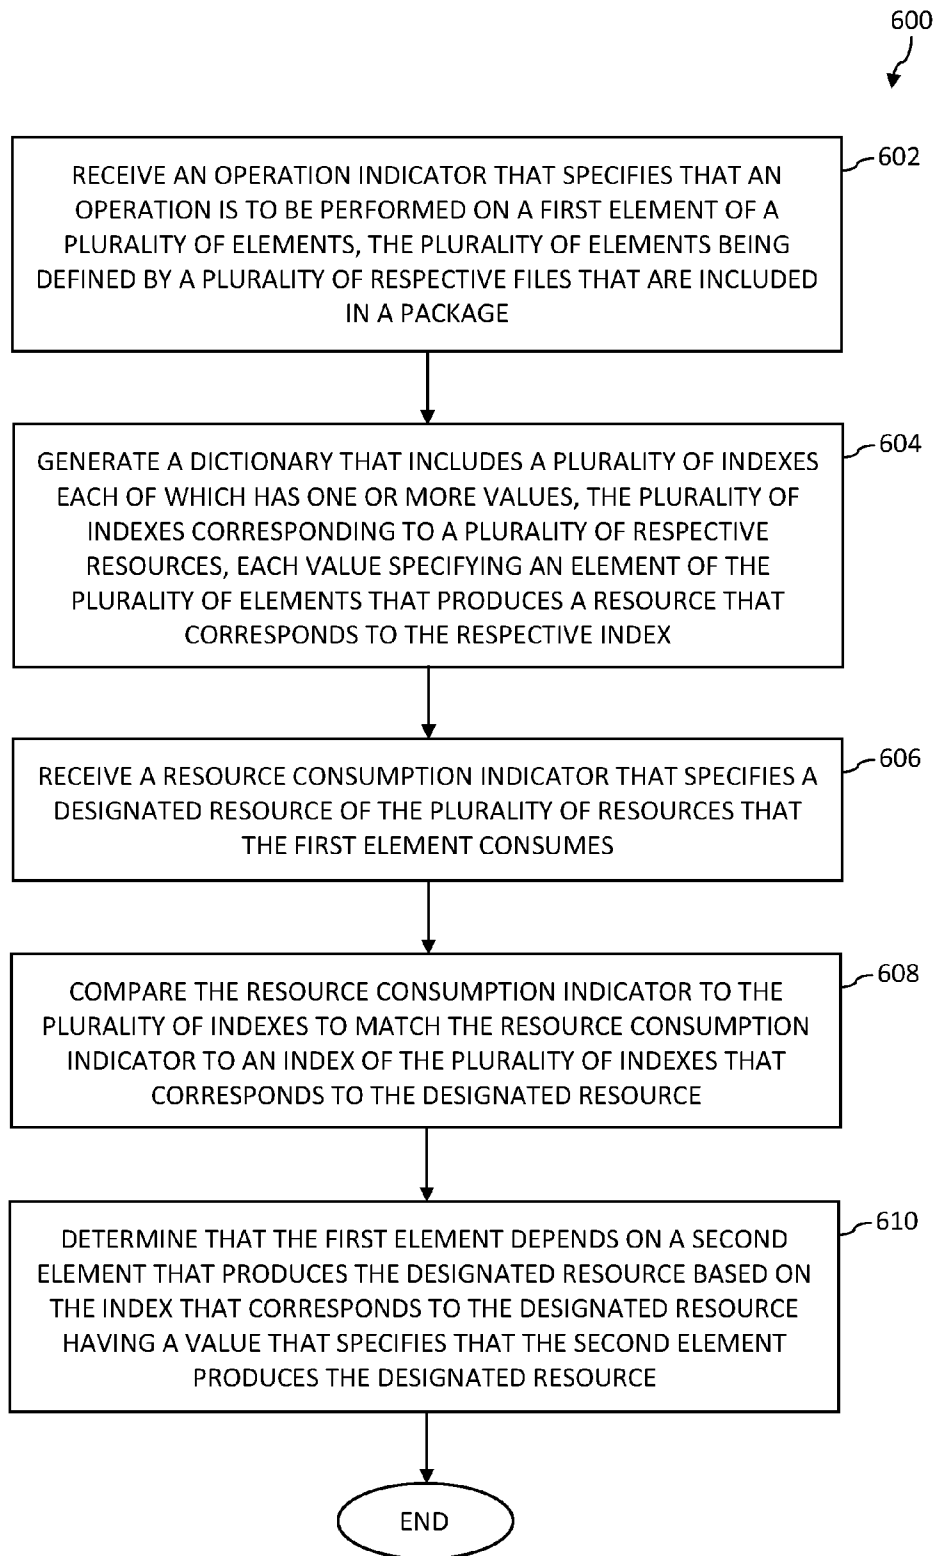 600
602
RECEIVE AN OPERATION INDICATOR THAT SPECIFIES THAT AN
OPERATION IS TO BE PERFORMED ON A FIRST ELEMENT OF A
PLURALITY OF ELEMENTS, THE PLURALITY OF ELEMENTS BEING
DEFINED BY A PLURALITY OF RESPECTIVE FILES THAT ARE INCLUDED
IN A PACKAGE
604
GENERATE A DICTIONARY THAT INCLUDES A PLURALITY OF INDEXES
EACH OF WHICH HAS ONE OR MORE VALUES, THE PLURALITY OF
INDEXES CORRESPONDING TO A PLURALITY OF RESPECTIVE
RESOURCES, EACH VALUE SPECIFYING AN ELEMENT OF THE
PLURALITY OF ELEMENTS THAT PRODUCES A RESOURCE THAT
CORRESPONDS TO THE RESPECTIVE INDEX
606
RECEIVE A RESOURCE CONSUMPTION INDICATOR THAT SPECIFIES A
DESIGNATED RESOURCE OF THE PLURALITY OF RESOURCES THAT
THE FIRST ELEMENT CONSUMES
608
COMPARE THE RESOURCE CONSUMPTION INDICATOR TO THE
PLURALITY OF INDEXES TO MATCH THE RESOURCE CONSUMPTION
INDICATOR TO AN INDEX OF THE PLURALITY OF INDEXES THAT
CORRESPONDS TO THE DESIGNATED RESOURCE
610
DETERMINE THAT THE FIRST ELEMENT DEPENDS ON A SECOND
ELEMENT THAT PRODUCES THE DESIGNATED RESOURCE BASED ON
THE INDEX THAT CORRESPONDS TO THE DESIGNATED RESOURCE
HAVING A VALUE THAT SPECIFIES THAT THE SECOND ELEMENT
PRODUCES THE DESIGNATED RESOURCE
END